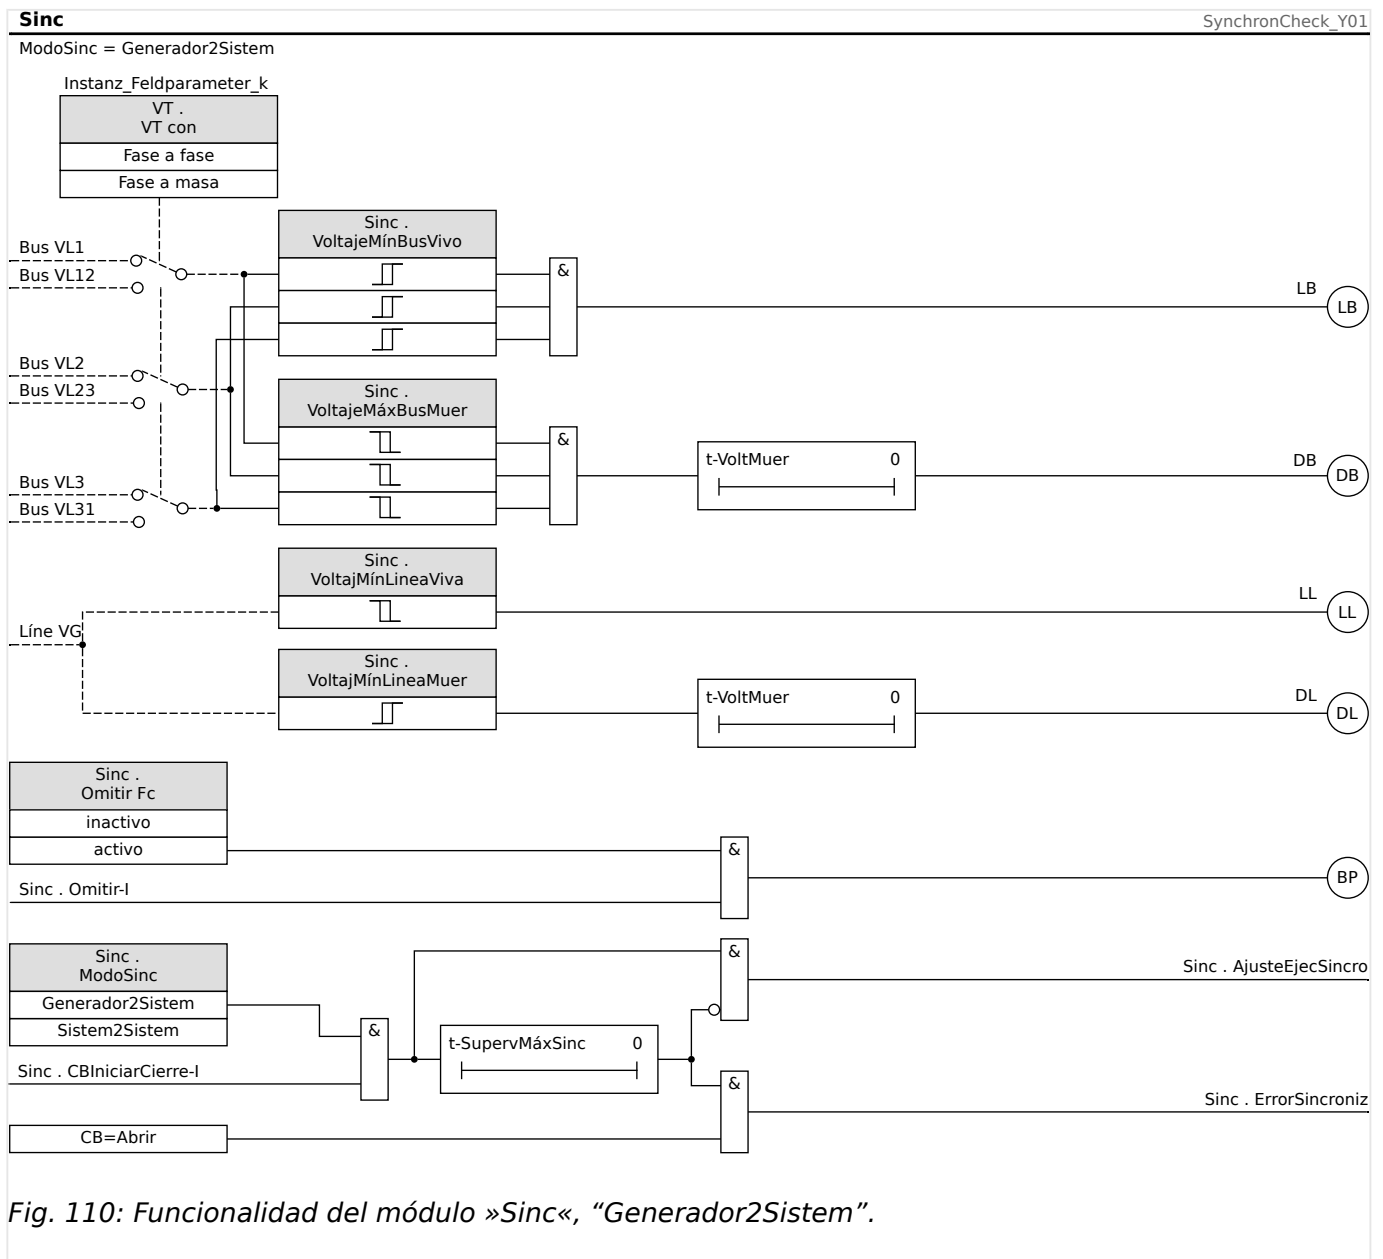 Sinc
SynchronCheck_Y01
ModoSinc = Generador2Sistem
Instanz_Feldparameter_k
VT .
VT con
Fase a fase
Fase a masa
Sinc .
VoltajeMínBusVivo
Bus VL1
Bus VL12
&
LB
LB
Bus VL2
Bus VL23
Sinc .
VoltajeMáxBusMuer
&
t-VoltMuer 0
DB
DB
Bus VL3
Bus VL31
Sinc .
VoltajMínLineaViva
LL
LL
Líne VG
Sinc .
VoltajMínLineaMuer
t-VoltMuer 0
DL
DL
Sinc .
Omitir Fc
inactivo
activo
&
Sinc . Omitir-I
BP
Sinc .
ModoSinc
Generador2Sistem
Sistem2Sistem
&
Sinc . AjusteEjecSincro
&
t-SupervMáxSinc 0
Sinc . CBIniciarCierre-I
&
Sinc . ErrorSincroniz
CB=Abrir
Fig. 110: Funcionalidad del módulo »Sinc«, “Generador2Sistem”.